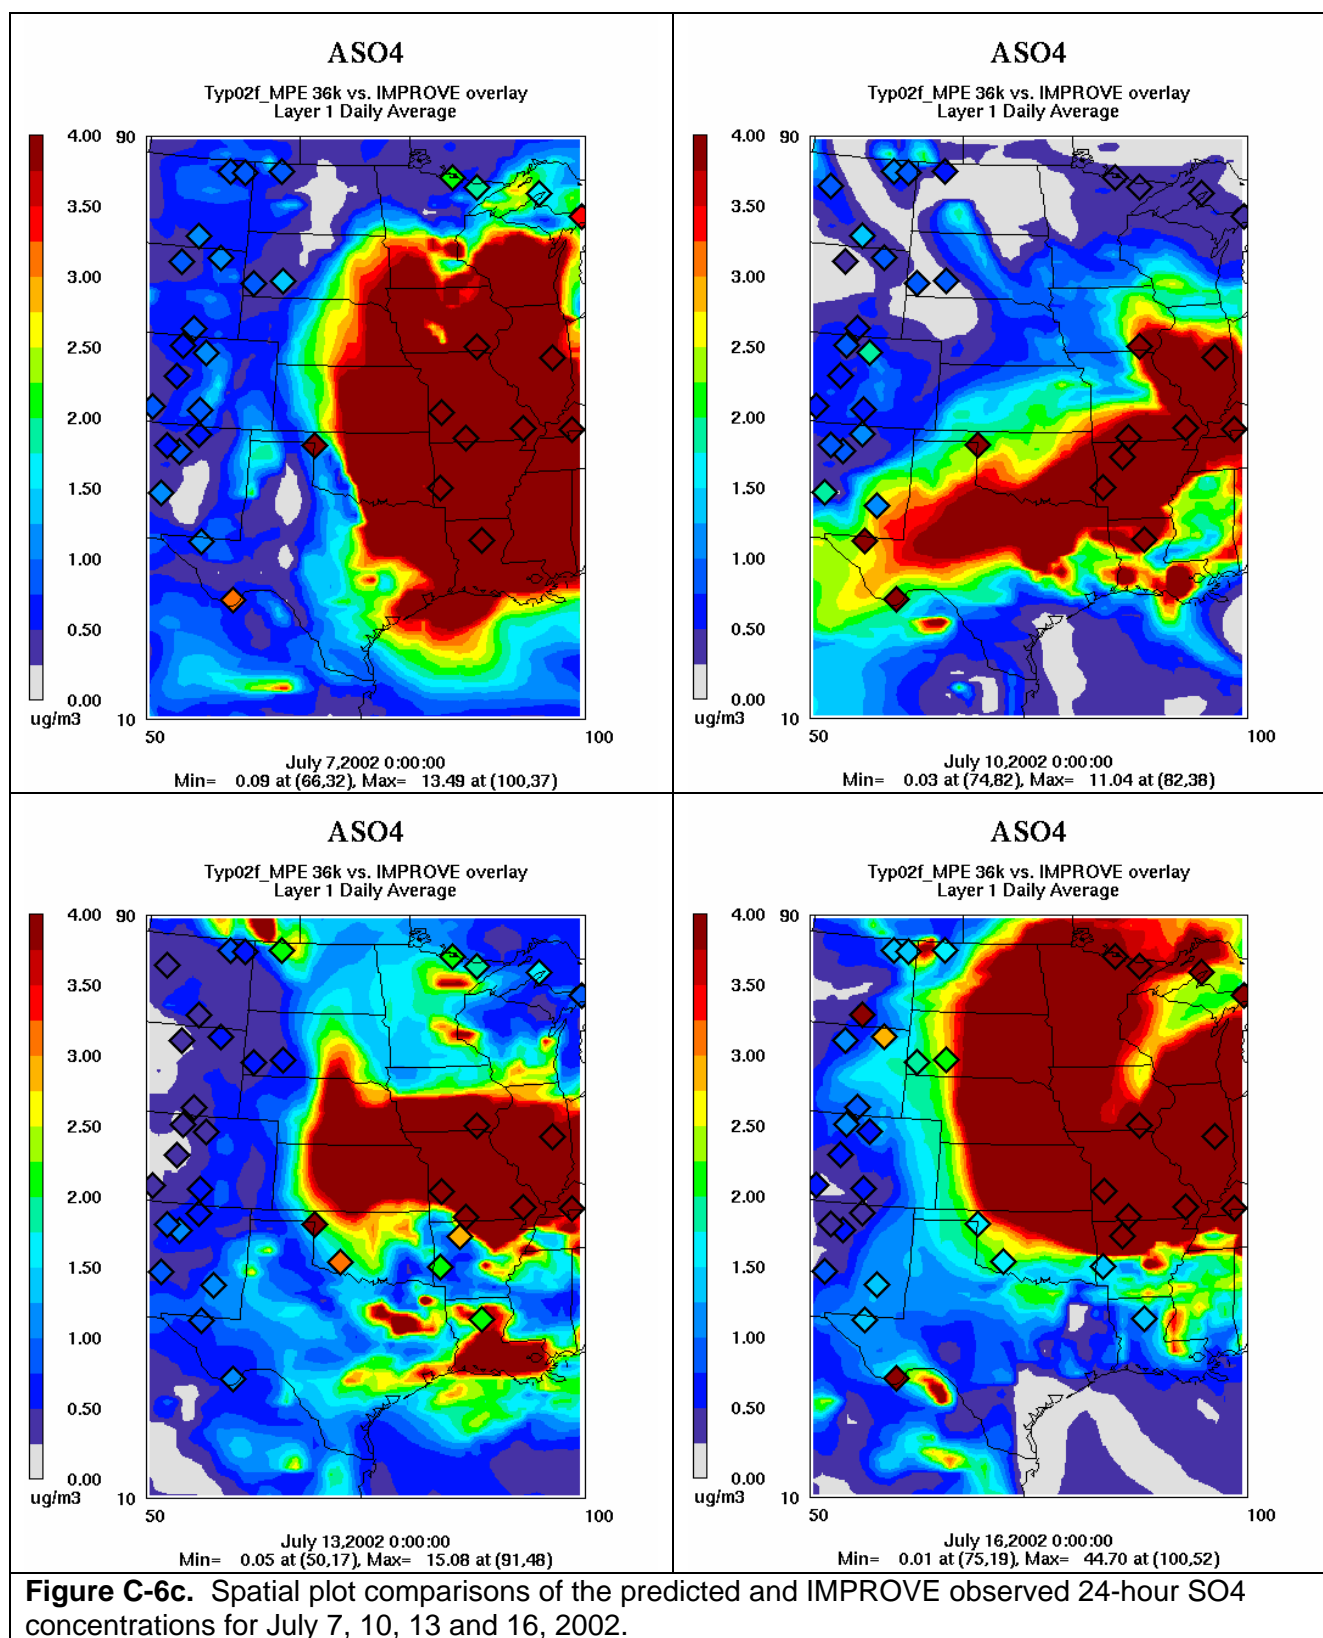 ASO4
Typ02f_MPE 36k vs. IMPROVE overlay
Layer 1 Daily Average
4.00
3.50
3.00
2.50
2.00
1.50
1.00
0.50
0.00
ug/m3
90
10
50
100
July 7,2002 0:00:00
Min= 0.09 at (66,32), Max= 13.49 at (100,37)
ASO4
Typ02f_MPE 36k vs. IMPROVE overlay
Layer 1 Daily Average
4.00
3.50
3.00
2.50
2.00
1.50
1.00
0.50
0.00
ug/m3
90
10
50
100
July 10,2002 0:00:00
Min= 0.03 at (74,82), Max= 11.04 at (82,38)
ASO4
Typ02f_MPE 36k vs. IMPROVE overlay
Layer 1 Daily Average
4.00
3.50
3.00
2.50
2.00
1.50
1.00
0.50
0.00
ug/m3
90
10
50
100
July 13,2002 0:00:00
Min= 0.05 at (50,17), Max= 15.08 at (91,48)
ASO4
Typ02f_MPE 36k vs. IMPROVE overlay
Layer 1 Daily Average
4.00
3.50
3.00
2.50
2.00
1.50
1.00
0.50
0.00
ug/m3
90
10
50
100
July 16,2002 0:00:00
Min= 0.01 at (75,19), Max= 44.70 at (100,52)
Figure C-6c. Spatial plot comparisons of the predicted and IMPROVE observed 24-hour SO4
concentrations for July 7, 10, 13 and 16, 2002.